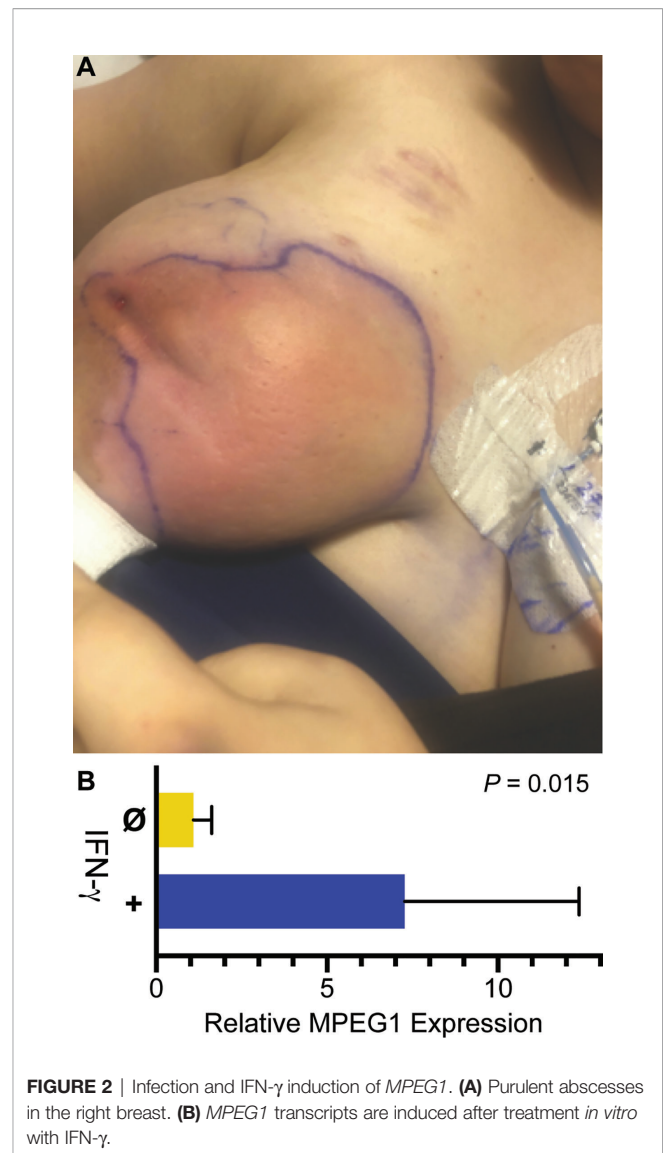 A
B
P = 0.015
Ø
IFN-γ
+
0 5 10
Relative MPEG1 Expression
FIGURE 2 | Infection and IFN-γ induction of MPEG1. (A) Purulent abscesses
in the right breast. (B) MPEG1 transcripts are induced after treatment in vitro
with IFN-γ.